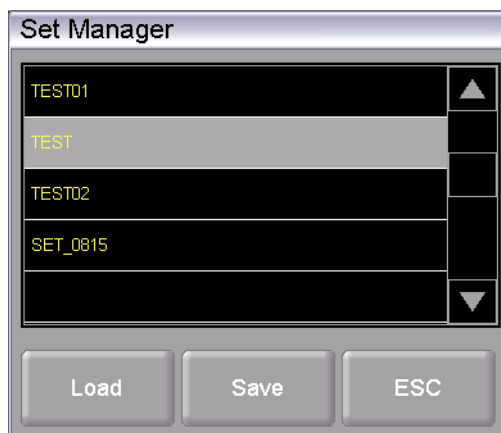 Set Manager
TEST01
TEST
TEST02
SET_0815
Load Save ESC